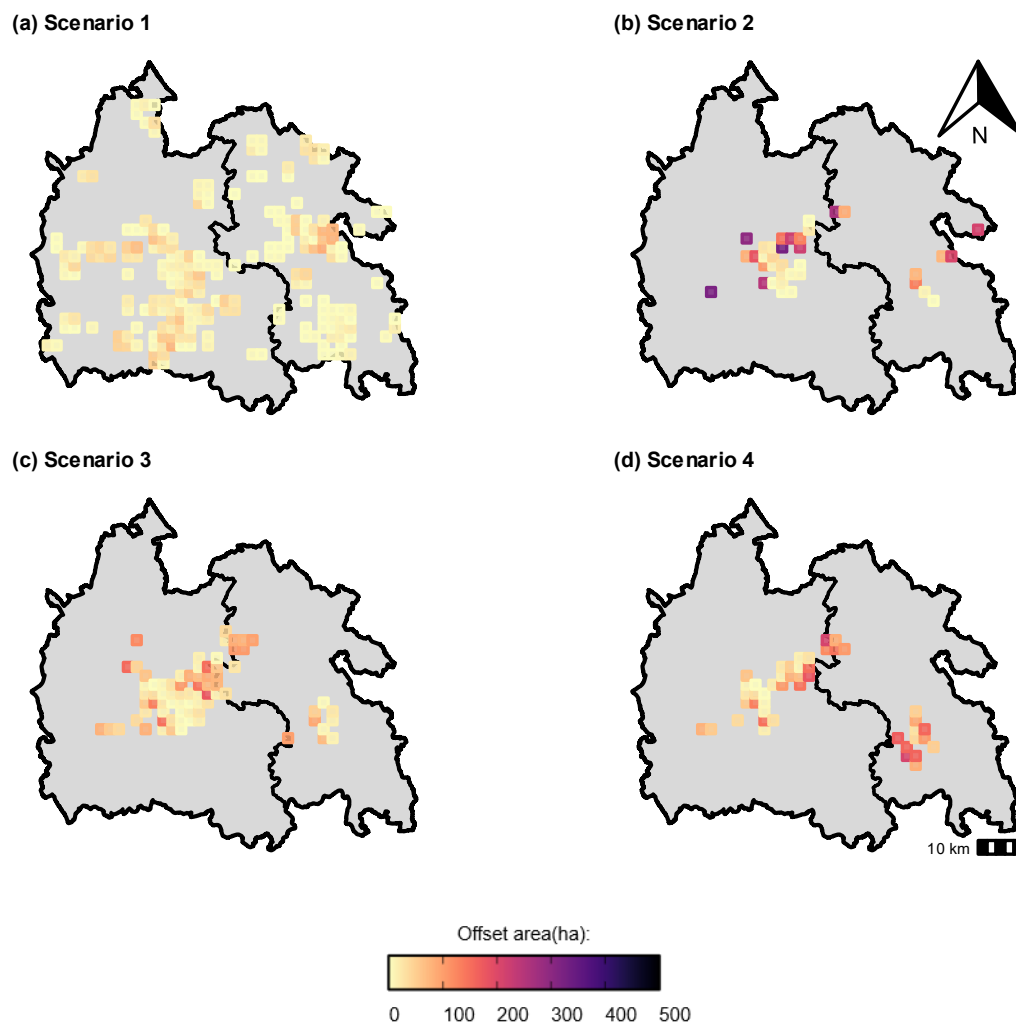 (a) Scenario 1
(b) Scenario 2
N
(c) Scenario 3
(d) Scenario 4
10 km
Offset area(ha):
0 100 200 300 400 500